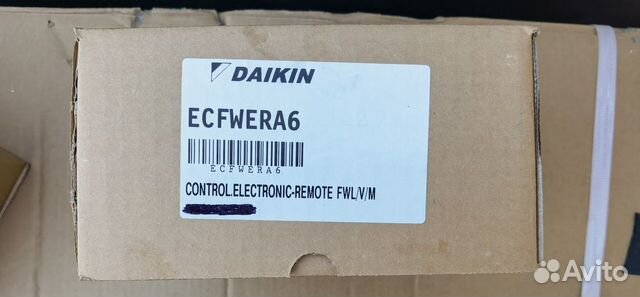 DAIKIN
ECFWERA6
ECFWERA6
CONTROL.ELECTRONIC-REMOTE FWL/V/M
Avito